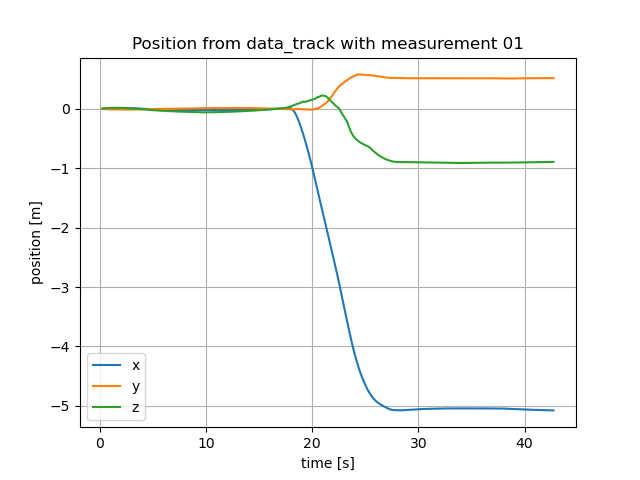 Position from data_track with measurement 01
position [m]
0
−1
−2
−3
−4
−5
x
y
z
0
10
20
30
40
time [s]